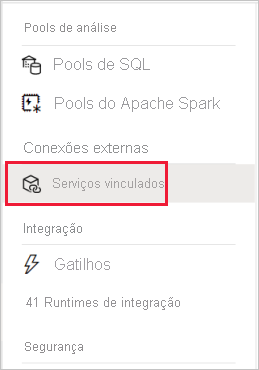 Pools de análise
Pools de SQL
Pools do Apache Spark
Conexões externas
Serviços vinculados
Integração
Gatilhos
41 Runtimes de integração
Segurança